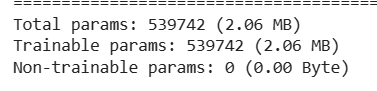 =================================================================
Total params: 539742 (2.06 MB)
Trainable params: 539742 (2.06 MB)
Non-trainable params: 0 (0.00 Byte)